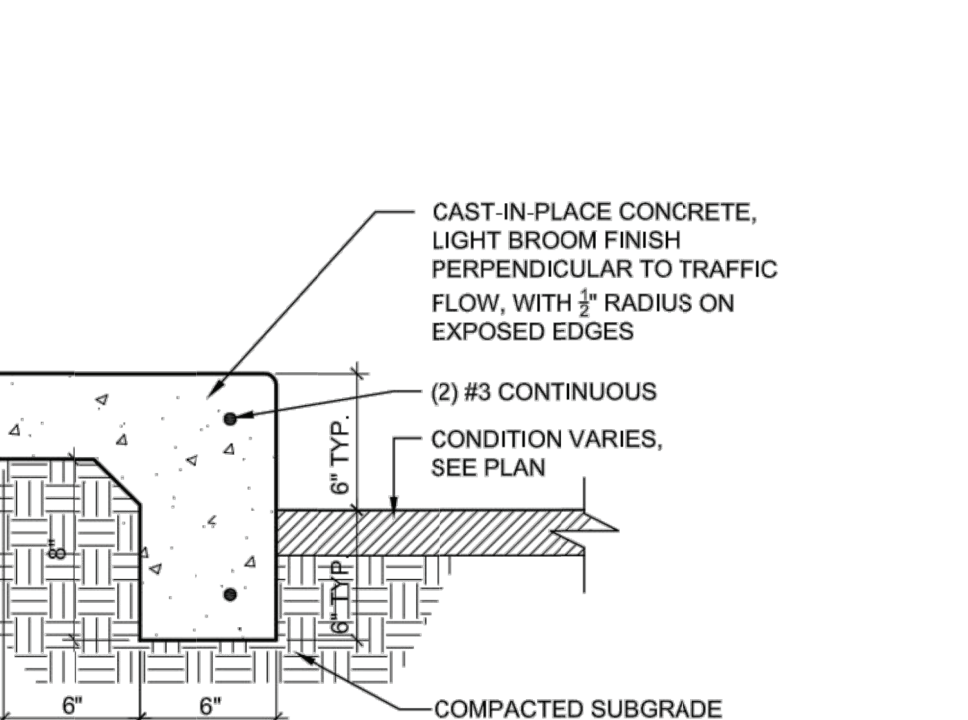 CAST-IN-PLACE CONCRETE,
LIGHT BROOM FINISH
PERPENDICULAR TO TRAFFIC
FLOW, WITH ½" RADIUS ON
EXPOSED EDGES
(2) #3 CONTINUOUS
CONDITION VARIES,
SEE PLAN
6" TYP.
8"
6" TYP.
6"
6"
COMPACTED SUBGRADE